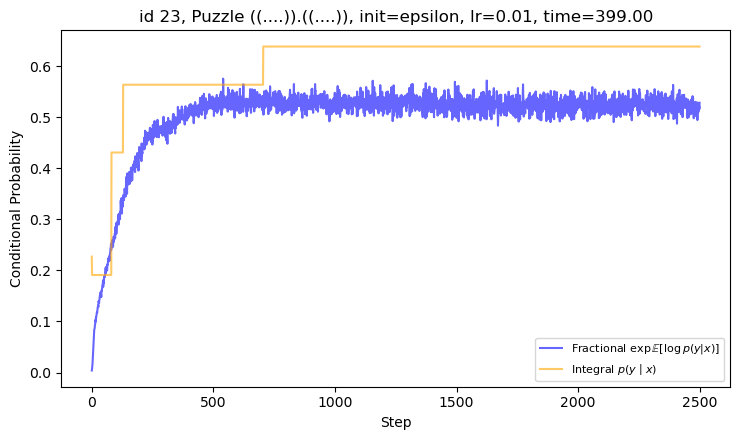 id 23, Puzzle ((....)).((....)), init=epsilon, lr=0.01, time=399.00
Conditional Probability
0.6
0.5
0.4
0.3
0.2
0.1
0.0
Fractional exp𝔼[log p(y|x)]
Integral p(y | x)
0 500 1000 1500 2000 2500
Step